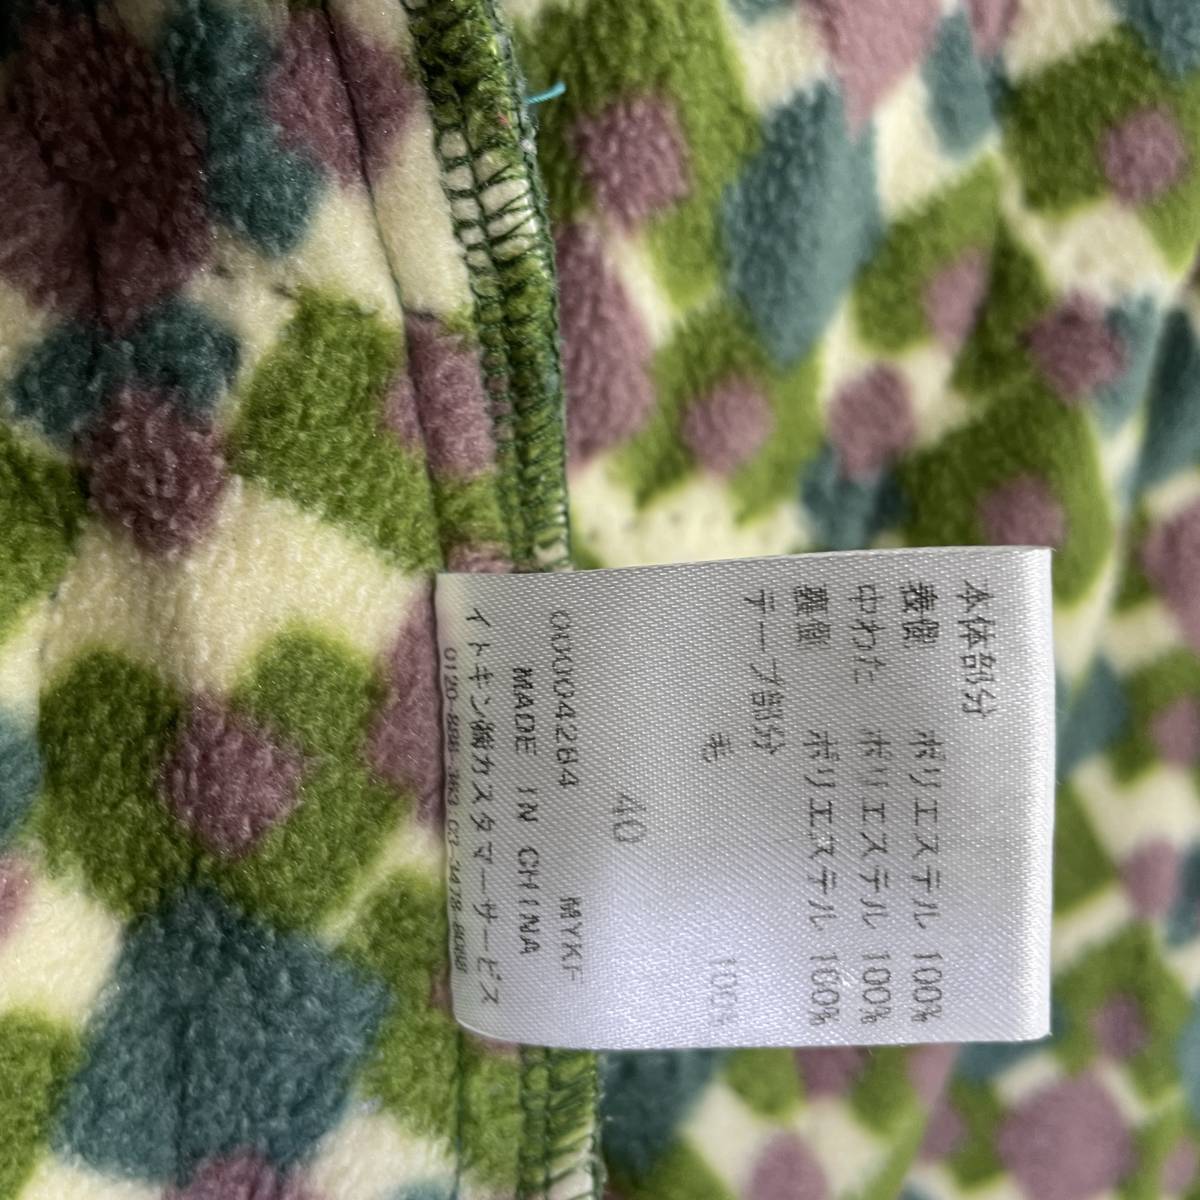 本体部分
表側 ポリエステル 100%
中わた ポリエステル 100%
裏側 ポリエステル 100%
テープ部分
毛 100%
40
00004284
MADE IN CHINA
イトキン㈱カスタマーサービス